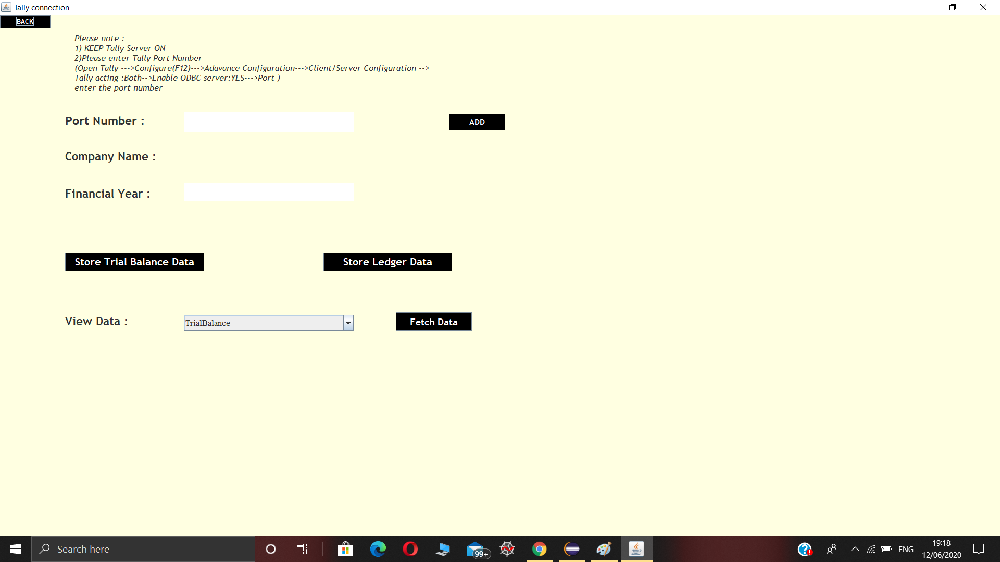 Tally connection
BACK
Please note :
1) KEEP Tally Server ON
2)Please enter Tally Port Number
(Open Tally --->Configure(F12)--->Adavance Configuration--->Client/Server Configuration -->
Tally acting :Both-->Enable ODBC server:YES--->Port )
enter the port number
Port Number :
ADD
Company Name :
Financial Year :
Store Trial Balance Data
Store Ledger Data
View Data :
TrialBalance
Fetch Data
Search here
99+
ENG
19:18
12/06/2020